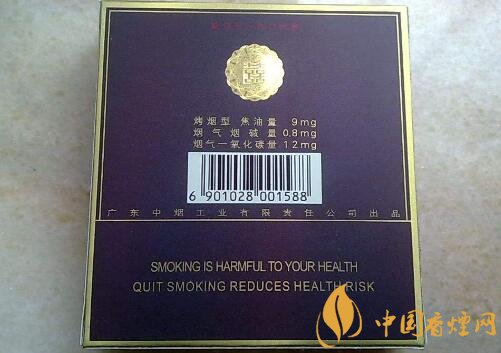 烤烟型 焦油量 9mg
烟气烟碱量 0.8mg
烟气一氧化碳量 12mg
6 901028 001588
广东中烟工业有限责任公司出品
SMOKING IS HARMFUL TO YOUR HEALTH
QUIT SMOKING REDUCES HEALTH RISK
中国香煙网